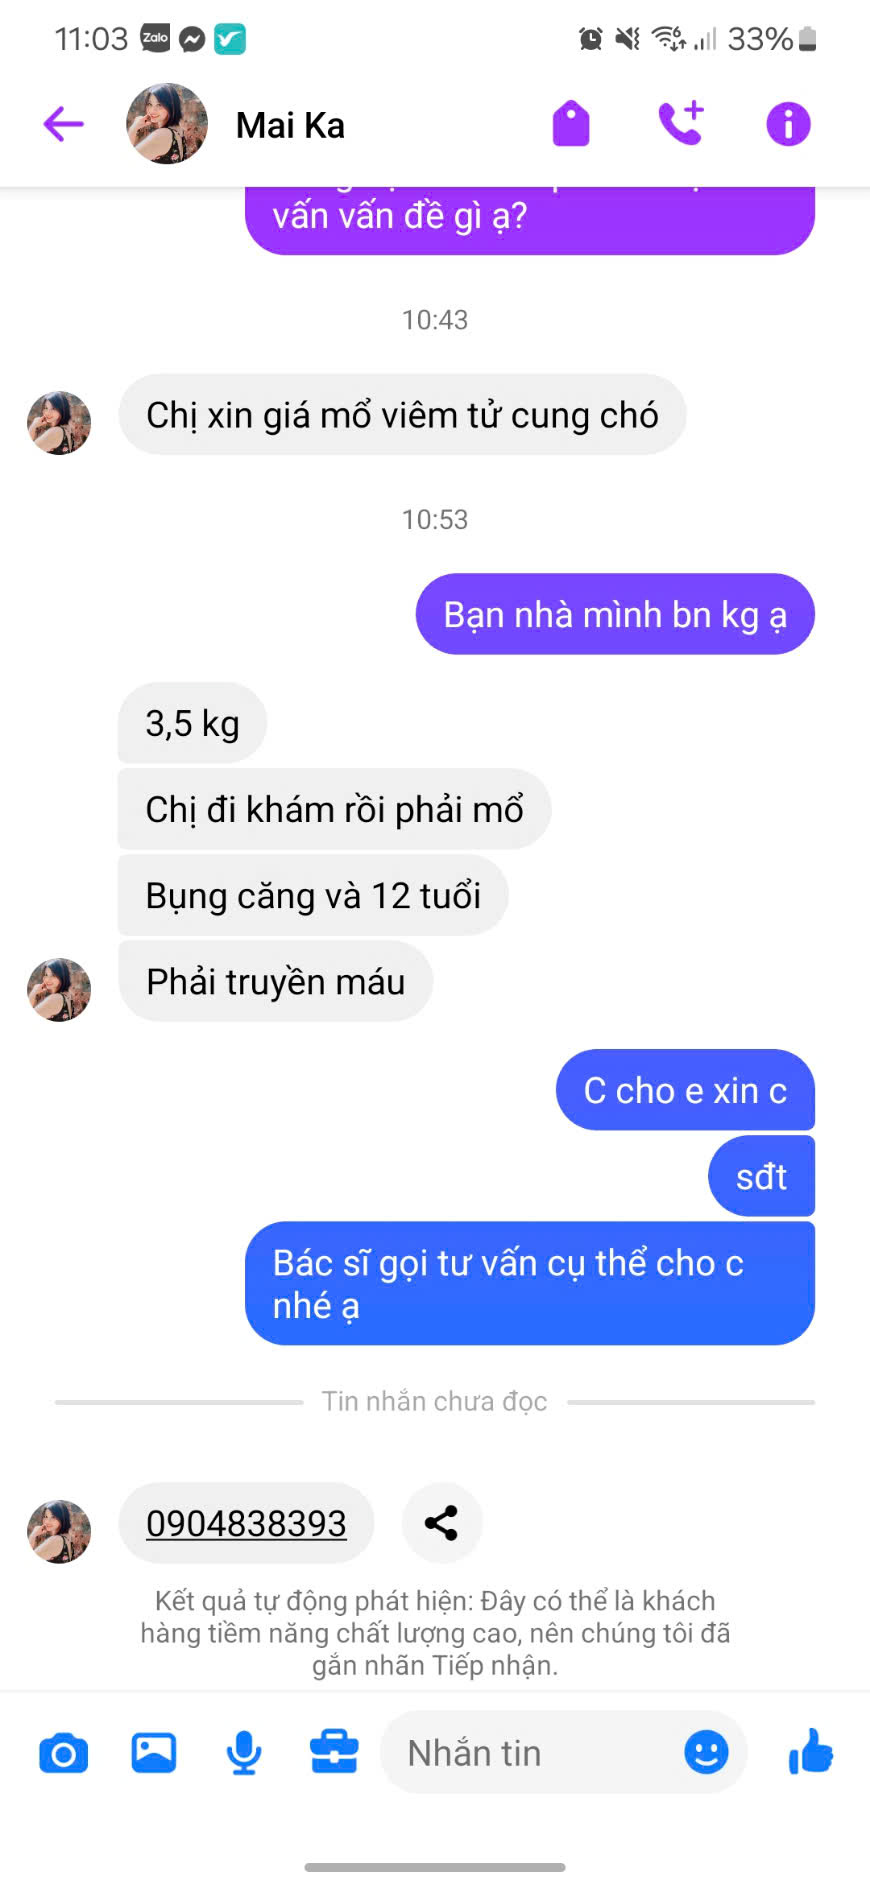 11:03 Zalo 33%
Mai Ka
vấn vấn đề gì ạ?
10:43
Chị xin giá mổ viêm tử cung chó
10:53
Bạn nhà mình bn kg ạ
3,5 kg
Chị đi khám rồi phải mổ
Bụng căng và 12 tuổi
Phải truyền máu
C cho e xin c
sđt
Bác sĩ gọi tư vấn cụ thể cho c
nhé ạ
Tin nhắn chưa đọc
0904838393
Kết quả tự động phát hiện: Đây có thể là khách
hàng tiềm năng chất lượng cao, nên chúng tôi đã
gắn nhãn Tiếp nhận.
Nhắn tin